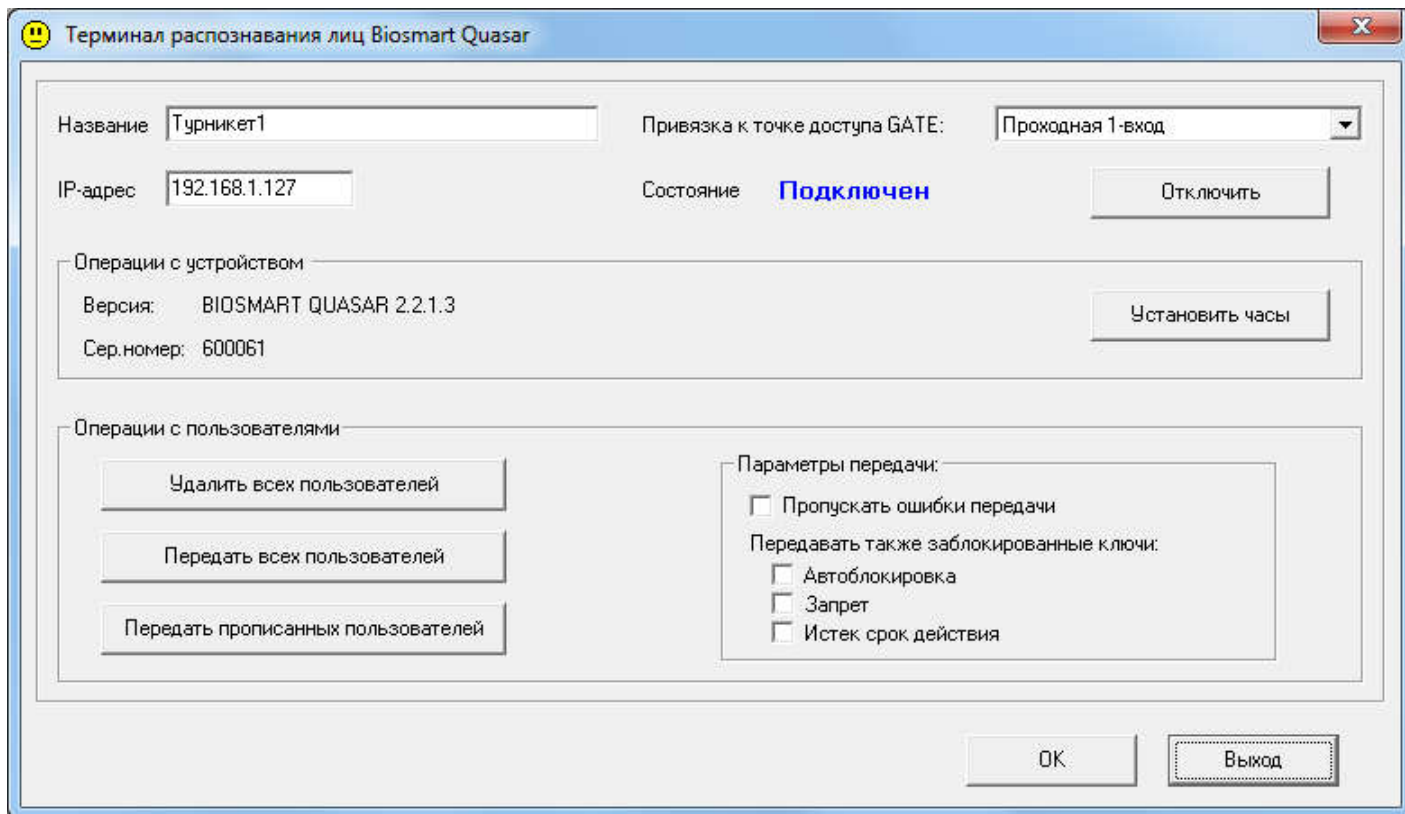 Терминал распознавания лиц Biosmart Quasar
Название Турникет1 Привязка к точке доступа GATE: Проходная 1-вход
IP-адрес 192.168.1.127 Состояние Подключен Отключить
Операции с устройством
Версия: BIOSMART QUASAR 2.2.1.3 Установить часы
Сер.номер: 600061
Операции с пользователями
Удалить всех пользователей
Передать всех пользователей
Передать прописанных пользователей
Параметры передачи:
Пропускать ошибки передачи
Передавать также заблокированные ключи:
Автоблокировка
Запрет
Истек срок действия
OK Выход